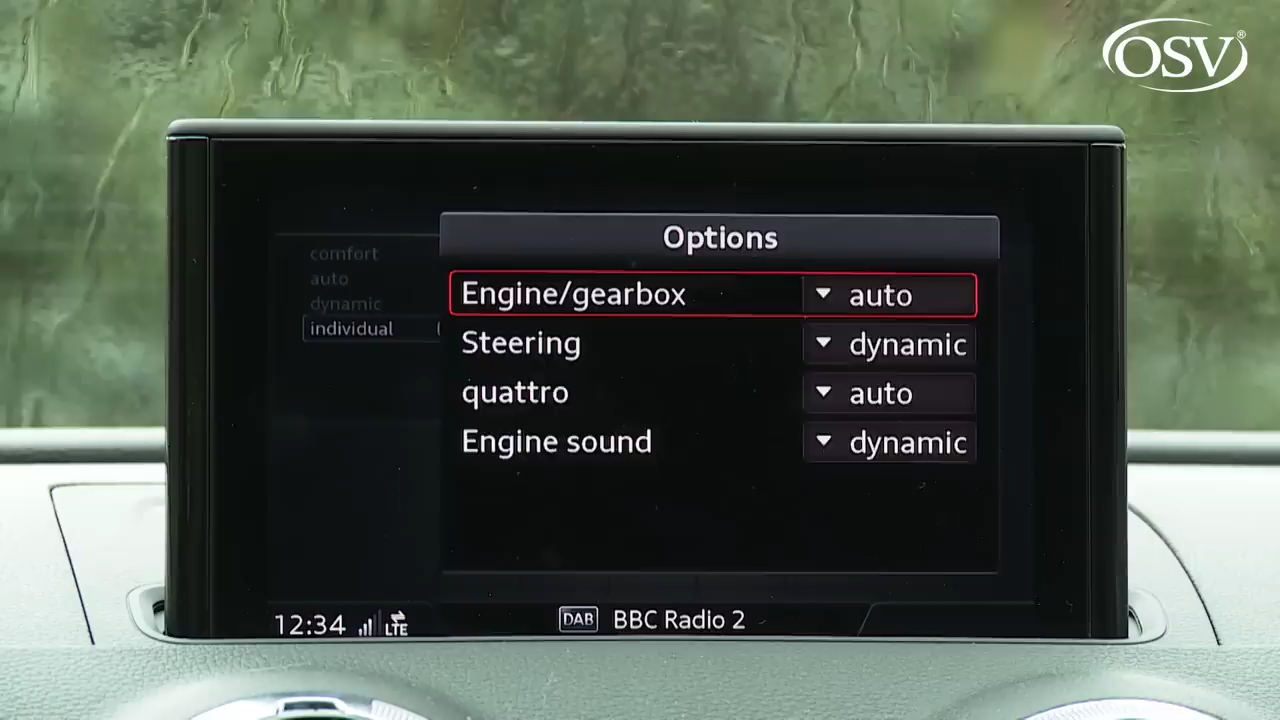 OSV®
Options
comfort
auto
dynamic
individual
Engine/gearbox auto
Steering dynamic
quattro auto
Engine sound dynamic
12:34 LTE DAB BBC Radio 2